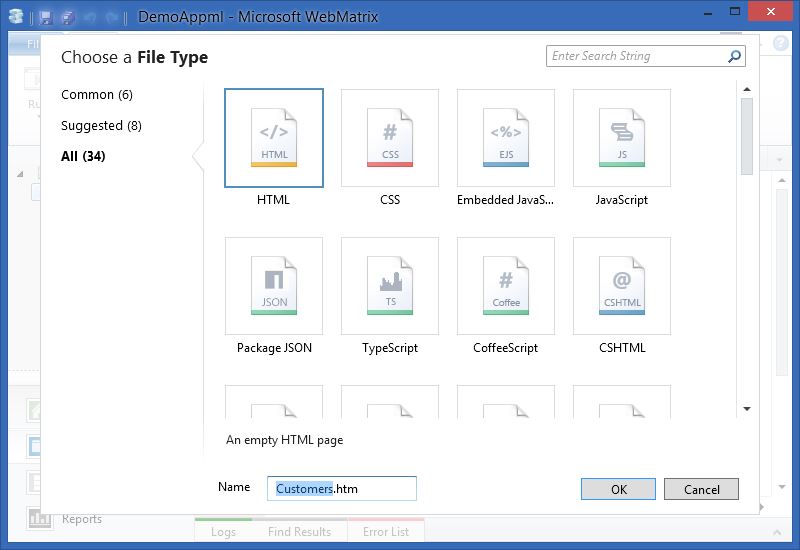 DemoAppml - Microsoft WebMatrix
Choose a File Type
Enter Search String
Common (6)
Suggested (8)
All (34)
</>
HTML
#
CSS
<%>
EJS
JS
HTML
CSS
Embedded JavaS...
JavaScript
JSON
TS
#
Coffee
@
CSHTML
Package JSON
TypeScript
CoffeeScript
CSHTML
An empty HTML page
Name
Customers.htm
OK
Cancel
Reports
Logs
Find Results
Error List